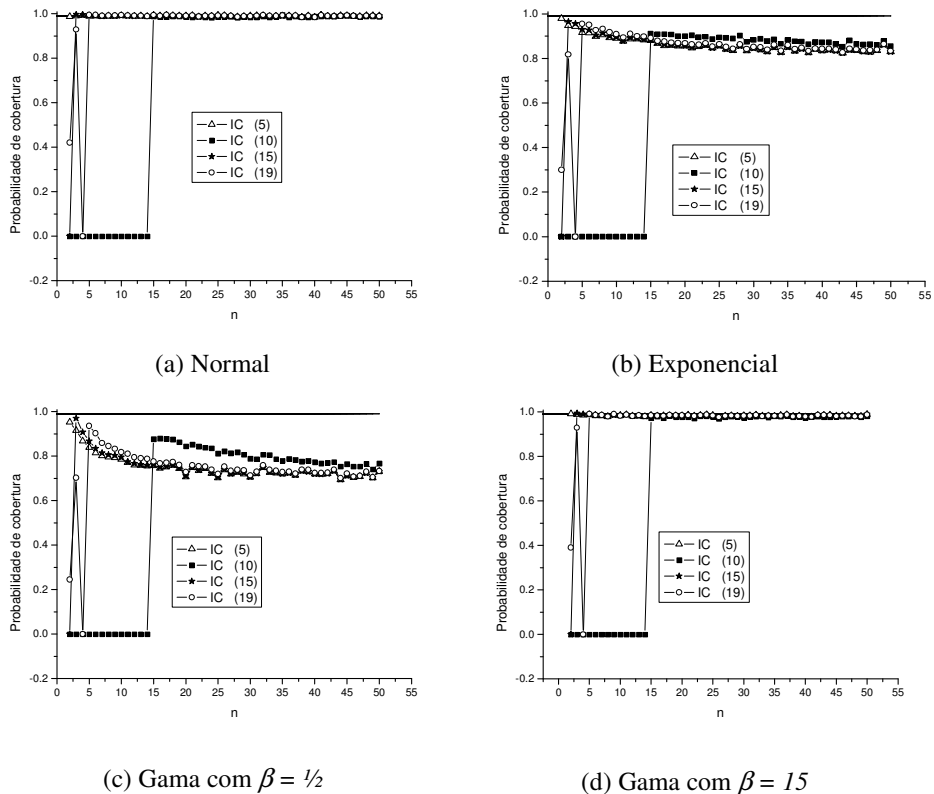 1.0
0.8
0.6
0.4
0.2
0.0
-0.2
Probabilidade de cobertura
IC (5)
IC (10)
IC (15)
IC (19)
0 5 10 15 20 25 30 35 40 45 50 55
n
(a) Normal
1.0
0.8
0.6
0.4
0.2
0.0
-0.2
Probabilidade de cobertura
IC (5)
IC (10)
IC (15)
IC (19)
0 5 10 15 20 25 30 35 40 45 50 55
n
(b) Exponencial
1.0
0.8
0.6
0.4
0.2
0.0
-0.2
Probabilidade de cobertura
IC (5)
IC (10)
IC (15)
IC (19)
0 5 10 15 20 25 30 35 40 45 50 55
n
(c) Gama com β = ½
1.0
0.8
0.6
0.4
0.2
0.0
-0.2
Probabilidade de cobertura
IC (5)
IC (10)
IC (15)
IC (19)
0 5 10 15 20 25 30 35 40 45 50 55
n
(d) Gama com β = 15